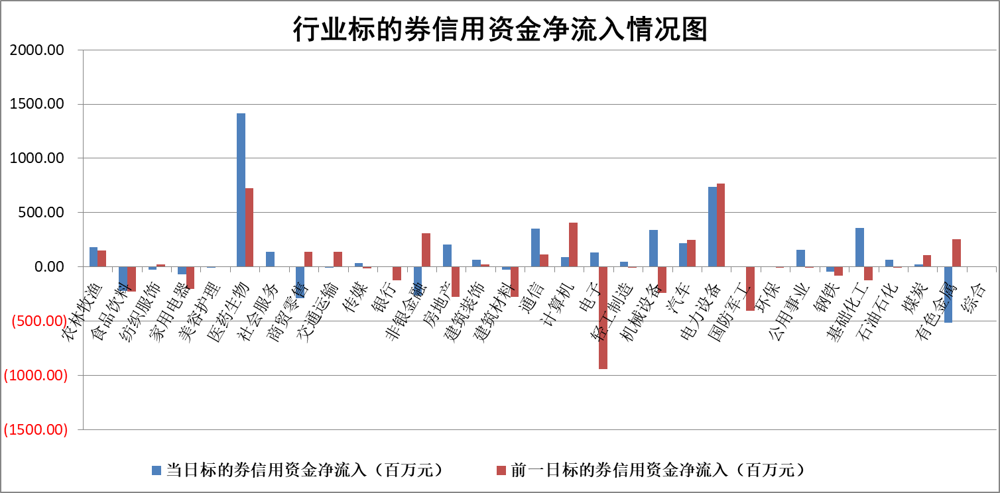 行业标的券信用资金净流入情况图
2000.00
1500.00
1000.00
500.00
0.00
(500.00)
(1000.00)
(1500.00)
农林牧渔
食品饮料
纺织服饰
家用电器
美容护理
医药生物
社会服务
商贸零售
交通运输
传媒
银行
非银金融
房地产
建筑装饰
建筑材料
通信
计算机
电子
轻工制造
机械设备
汽车
电力设备
国防军工
环保
公用事业
钢铁
基础化工
石油石化
煤炭
有色金属
综合
当日标的券信用资金净流入（百万元）
前一日标的券信用资金净流入（百万元）